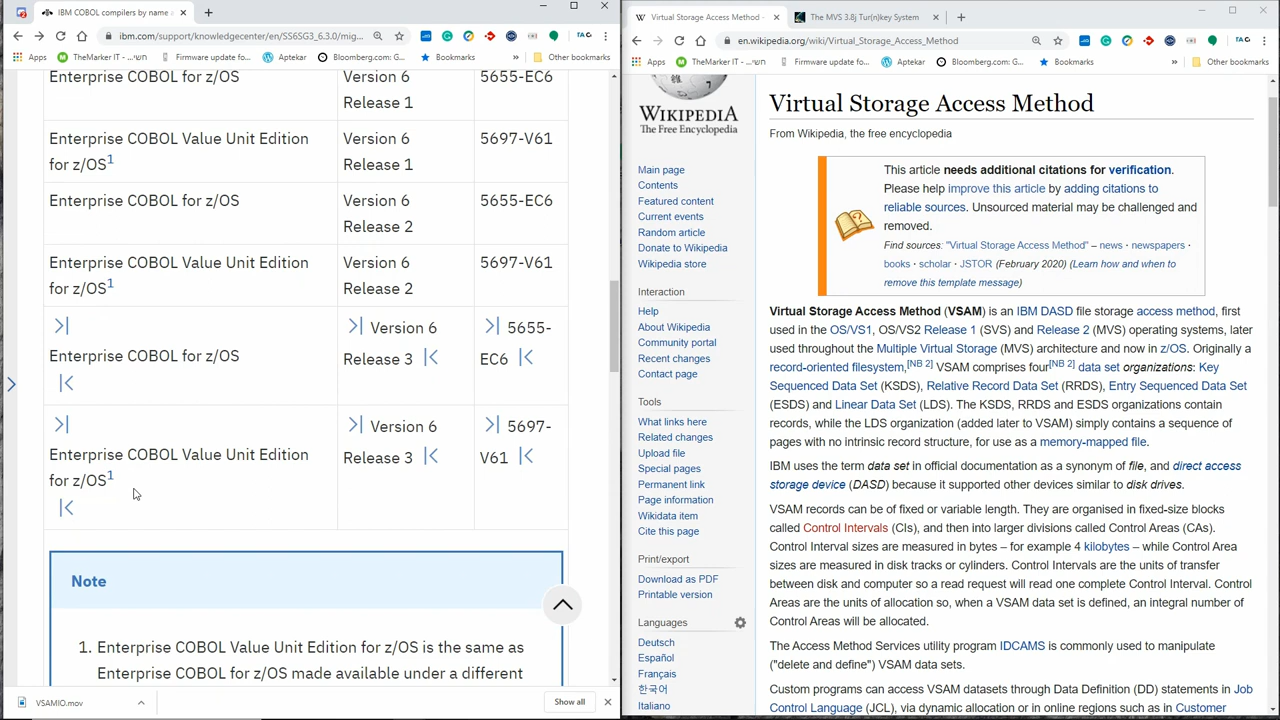 IBM COBOL compilers by name a
ibm.com/support/knowledgecenter/en/SS6SG3_6.3.0/mig...
Apps
TheMarker IT - חשי...
Firmware update fo...
Aptekar
Bloomberg.com: G...
Bookmarks
»
Other bookmarks
Enterprise COBOL for z/OS
Version 6
Release 1
5655-EC6
Enterprise COBOL Value Unit Edition
for z/OS1
Version 6
Release 1
5697-V61
Enterprise COBOL for z/OS
Version 6
Release 2
5655-EC6
Enterprise COBOL Value Unit Edition
for z/OS1
Version 6
Release 2
5697-V61
Enterprise COBOL for z/OS
Version 6
Release 3
5655-
EC6
Enterprise COBOL Value Unit Edition
for z/OS1
Version 6
Release 3
5697-
V61
Note
1. Enterprise COBOL Value Unit Edition for z/OS is the same as
Enterprise COBOL for z/OS made available under a different
VSAMIO.mov
Show all
Virtual Storage Access Method -
The MVS 3.8j Tur(n)key System
en.wikipedia.org/wiki/Virtual_Storage_Access_Method
Apps
TheMarker IT - חשי...
Firmware update fo...
Aptekar
Bloomberg.com: G...
Bookmarks
»
Other bookmarks
WIKIPEDIA
The Free Encyclopedia
Main page
Contents
Featured content
Current events
Random article
Donate to Wikipedia
Wikipedia store
Interaction
Help
About Wikipedia
Community portal
Recent changes
Contact page
Tools
What links here
Related changes
Upload file
Special pages
Permanent link
Page information
Wikidata item
Cite this page
Print/export
Download as PDF
Printable version
Languages
Deutsch
Español
Français
한국어
Italiano
Virtual Storage Access Method
From Wikipedia, the free encyclopedia
This article needs additional citations for verification.
Please help improve this article by adding citations to
reliable sources. Unsourced material may be challenged and
removed.
Find sources: "Virtual Storage Access Method" – news · newspapers ·
books · scholar · JSTOR (February 2020) (Learn how and when to
remove this template message)
Virtual Storage Access Method (VSAM) is an IBM DASD file storage access method, first
used in the OS/VS1, OS/VS2 Release 1 (SVS) and Release 2 (MVS) operating systems, later
used throughout the Multiple Virtual Storage (MVS) architecture and now in z/OS. Originally a
record-oriented filesystem,[NB 2] VSAM comprises four[NB 2] data set organizations: Key
Sequenced Data Set (KSDS), Relative Record Data Set (RRDS), Entry Sequenced Data Set
(ESDS) and Linear Data Set (LDS). The KSDS, RRDS and ESDS organizations contain
records, while the LDS organization (added later to VSAM) simply contains a sequence of
pages with no intrinsic record structure, for use as a memory-mapped file.
IBM uses the term data set in official documentation as a synonym of file, and direct access
storage device (DASD) because it supported other devices similar to disk drives.
VSAM records can be of fixed or variable length. They are organised in fixed-size blocks
called Control Intervals (CIs), and then into larger divisions called Control Areas (CAs).
Control Interval sizes are measured in bytes – for example 4 kilobytes – while Control Area
sizes are measured in disk tracks or cylinders. Control Intervals are the units of transfer
between disk and computer so a read request will read one complete Control Interval. Control
Areas are the units of allocation so, when a VSAM data set is defined, an integral number of
Control Areas will be allocated.
The Access Method Services utility program IDCAMS is commonly used to manipulate
("delete and define") VSAM data sets.
Custom programs can access VSAM datasets through Data Definition (DD) statements in Job
Control Language (JCL), via dynamic allocation or in online regions such as in Customer